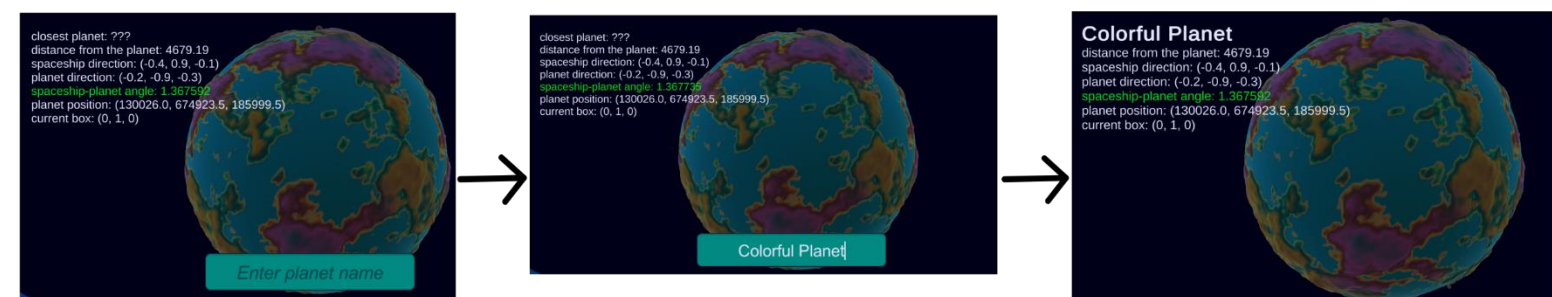 closest planet: ???
distance from the planet: 4679.19
spaceship direction: (-0.4, 0.9, -0.1)
planet direction: (-0.2, -0.9, -0.3)
spaceship-planet angle: 1.367592
planet position: (130026.0, 674923.5, 185999.5)
current box: (0, 1, 0)
Enter planet name
closest planet: ???
distance from the planet: 4679.19
spaceship direction: (-0.4, 0.9, -0.1)
planet direction: (-0.2, -0.9, -0.3)
spaceship-planet angle: 1.367735
planet position: (130026.0, 674923.5, 185999.5)
current box: (0, 1, 0)
Colorful Planet
Colorful Planet
distance from the planet: 4679.19
spaceship direction: (-0.4, 0.9, -0.1)
planet direction: (-0.2, -0.9, -0.3)
spaceship-planet angle: 1.367592
planet position: (130026.0, 674923.5, 185999.5)
current box: (0, 1, 0)